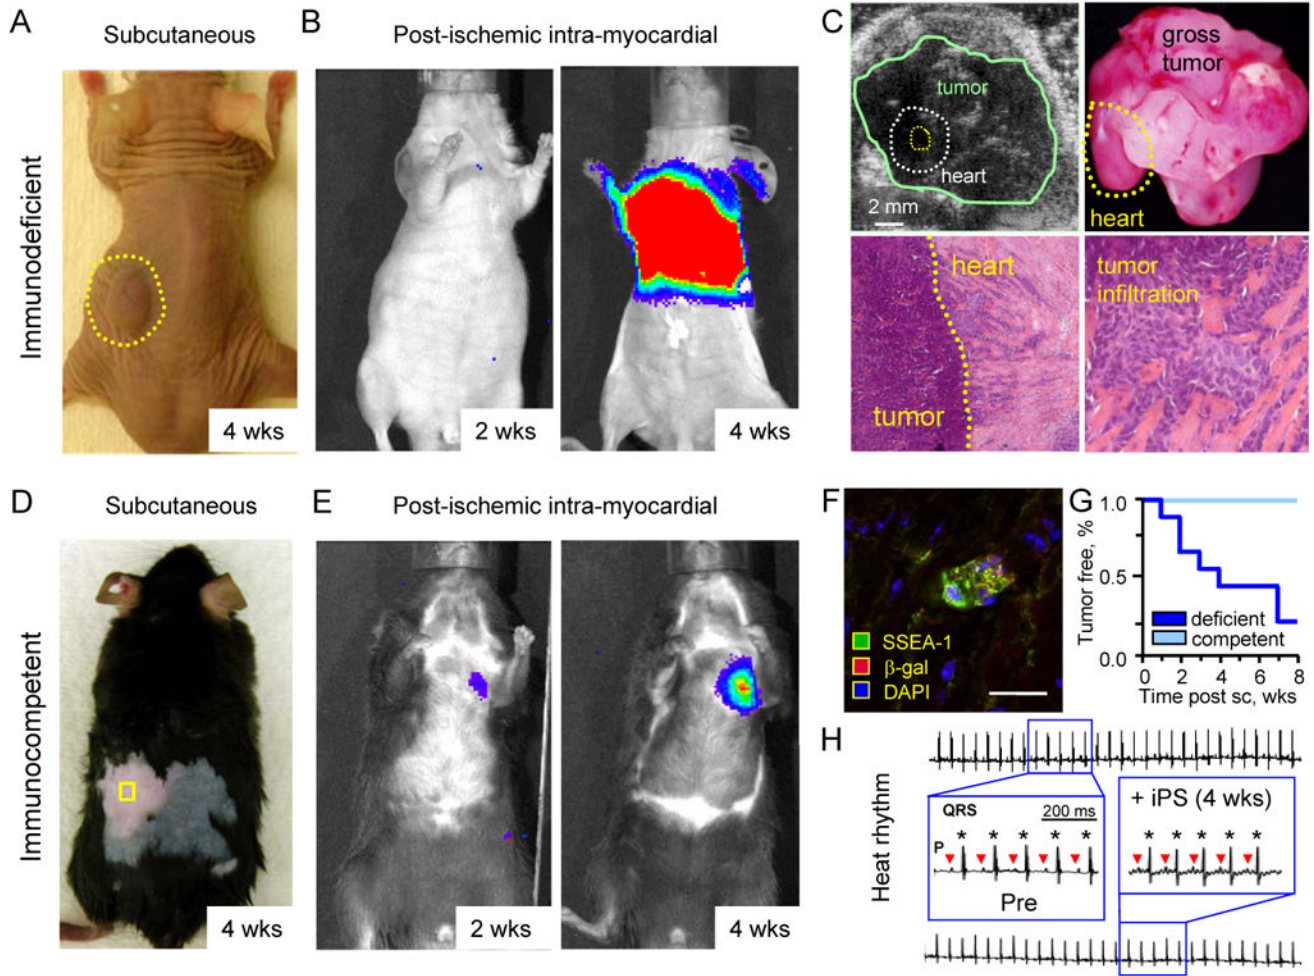 A
Subcutaneous
Immunodeficient
4 wks
B
Post-ischemic intra-myocardial
2 wks
4 wks
C
tumor
heart
2 mm
gross
tumor
heart
heart
tumor
tumor
infiltration
D
Subcutaneous
Immunocompetent
4 wks
E
Post-ischemic intra-myocardial
2 wks
4 wks
F
SSEA-1
β-gal
DAPI
G
Tumor free, %
1.0
0.5
0.0
deficient
competent
0 2 4 6 8
Time post sc, wks
H
Heat rhythm
QRS
200 ms
* * * * *
P
Pre
+ iPS (4 wks)
* * * * *